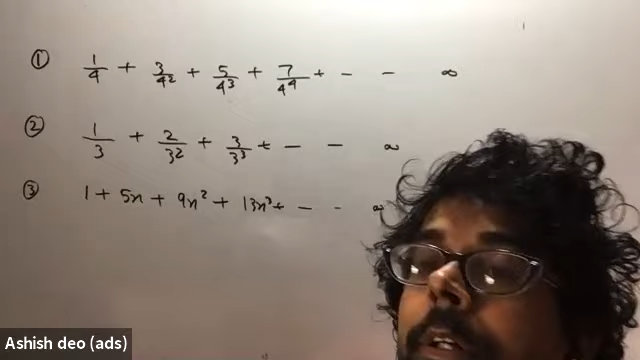 ① 1/4 + 3/4² + 5/4³ + 7/4⁴ + - - ∞
② 1/3 + 2/3² + 3/3³ + - - ∞
③ 1 + 5x + 9x² + 13x³ + - - ∞
Ashish deo (ads)